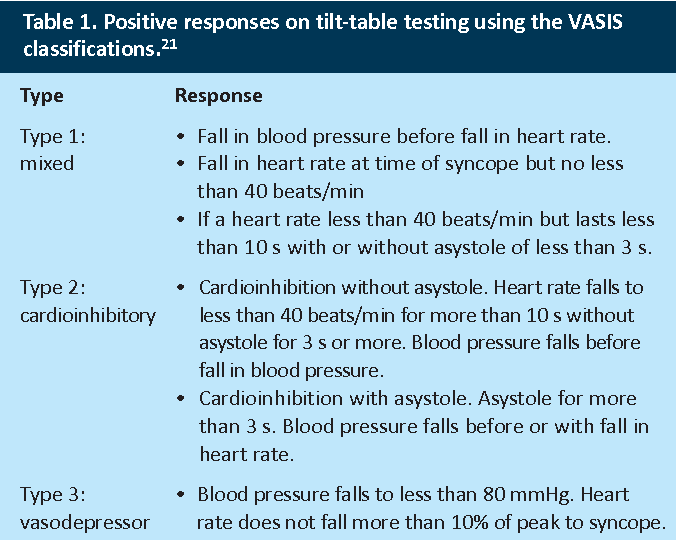 Table 1. Positive responses on tilt-table testing using the VASIS
classifications.21
Type Response
Type 1: • Fall in blood pressure before fall in heart rate.
mixed • Fall in heart rate at time of syncope but no less
than 40 beats/min
• If a heart rate less than 40 beats/min but lasts less
than 10 s with or without asystole of less than 3 s.
Type 2: • Cardioinhibition without asystole. Heart rate falls to
cardioinhibitory less than 40 beats/min for more than 10 s without
asystole for 3 s or more. Blood pressure falls before
fall in blood pressure.
• Cardioinhibition with asystole. Asystole for more
than 3 s. Blood pressure falls before or with fall in
heart rate.
Type 3: • Blood pressure falls to less than 80 mmHg. Heart
vasodepressor rate does not fall more than 10% of peak to syncope.